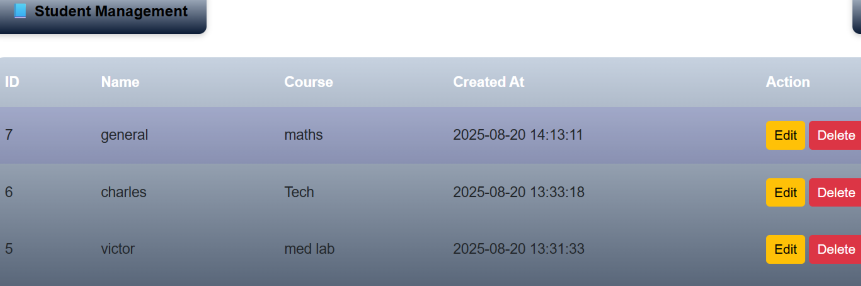 Student Management
ID Name Course Created At Action
7 general maths 2025-08-20 14:13:11 Edit Delete
6 charles Tech 2025-08-20 13:33:18 Edit Delete
5 victor med lab 2025-08-20 13:31:33 Edit Delete